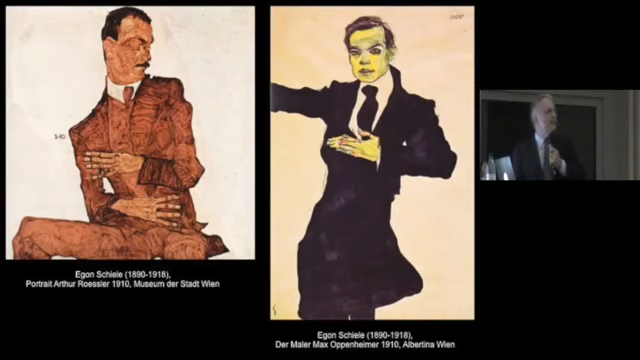 Egon Schiele (1890-1918),
Portrait Arthur Roessler 1910, Museum der Stadt Wien
Egon Schiele (1890-1918),
Der Maler Max Oppenheimer 1910, Albertina Wien